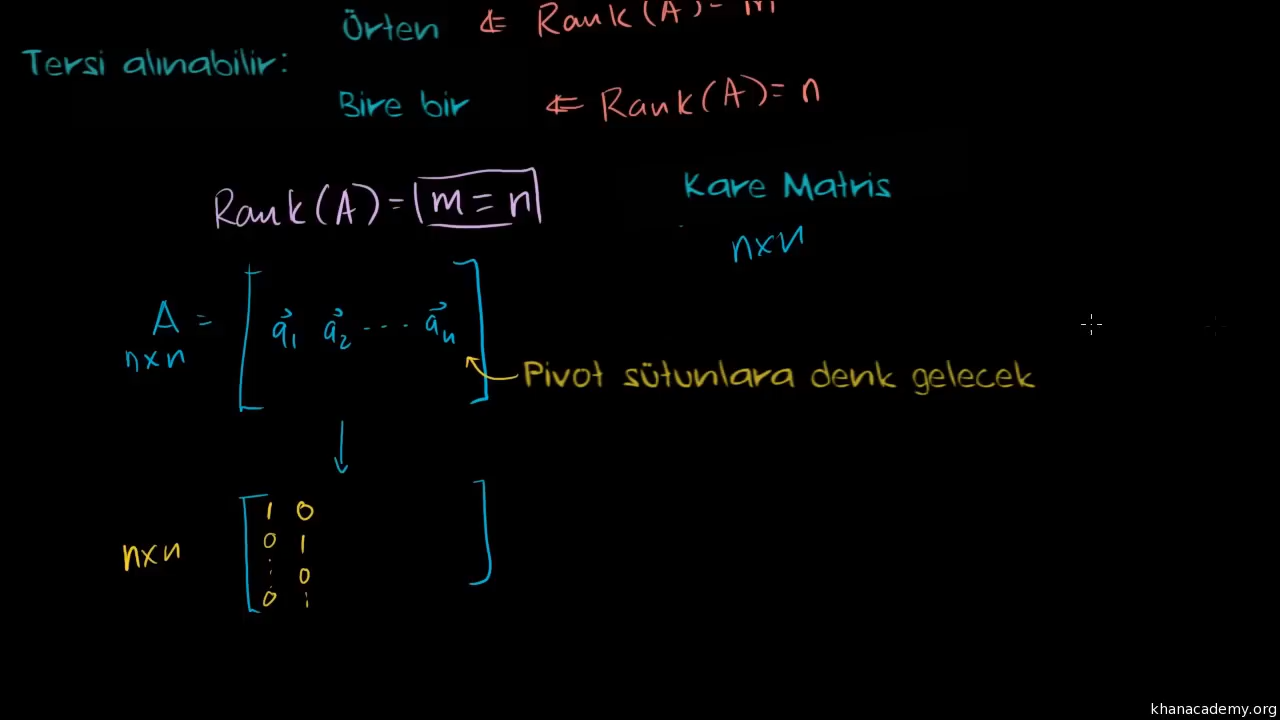 Örten ⇐ Rank(A)= m
Tersi alınabilir:
Bire bir ⇐ Rank(A)= n
Rank(A)= m = n
Kare Matris
n×n
A = [ a⃗₁ a⃗₂ ... a⃗ₙ ]
n×n
Pivot sütunlara denk gelecek
1 0
0 1
n×n
⋮ 0
0 ⋮
khanacademy.org